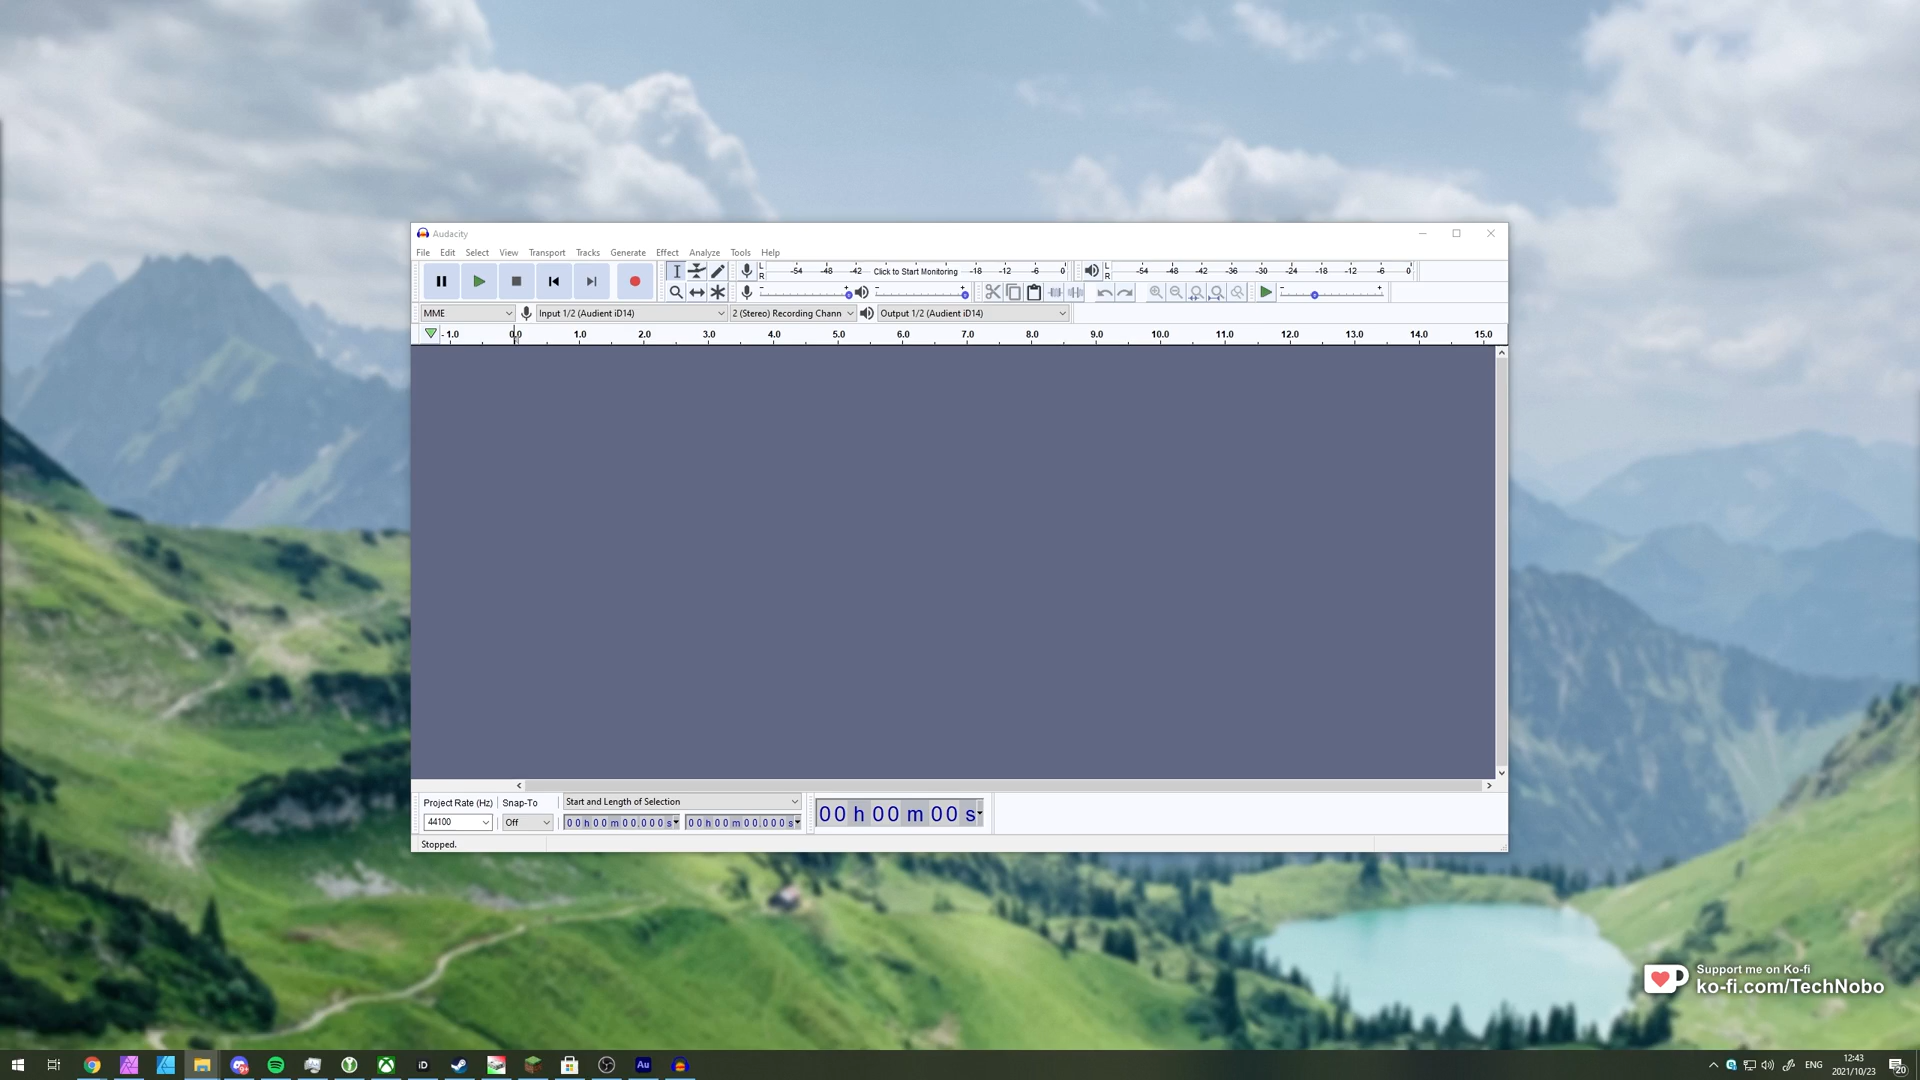 Audacity
File Edit Select View Transport Tracks Generate Effect Analyze Tools Help
L -54 -48 -42 Click to Start Monitoring -18 -12 -6 0 L -54 -48 -42 -36 -30 -24 -18 -12 -6 0
R R
MME Input 1/2 (Audient iD14) 2 (Stereo) Recording Chann Output 1/2 (Audient iD14)
- 1.0 0.0 1.0 2.0 3.0 4.0 5.0 6.0 7.0 8.0 9.0 10.0 11.0 12.0 13.0 14.0 15.0
Project Rate (Hz) Snap-To Start and Length of Selection
44100 Off 00 h 00 m 00.000 s 00 h 00 m 00.000 s 00 h 00 m 00 s
Stopped.
Support me on Ko-fi
ko-fi.com/TechNobo
iD Au ENG 12:43
2021/10/23 20